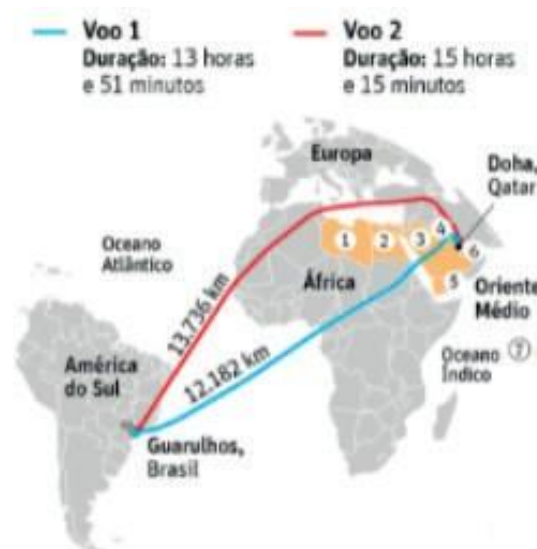 Voo 1
Duração: 13 horas
e 51 minutos
Voo 2
Duração: 15 horas
e 15 minutos
Europa
Doha,
Qatar
Oceano
Atlântico
1
2
3
4
6
5
África
Oriente
Médio
13.736 km
12.182 km
América
do Sul
Oceano
Índico
7
Guarulhos,
Brasil